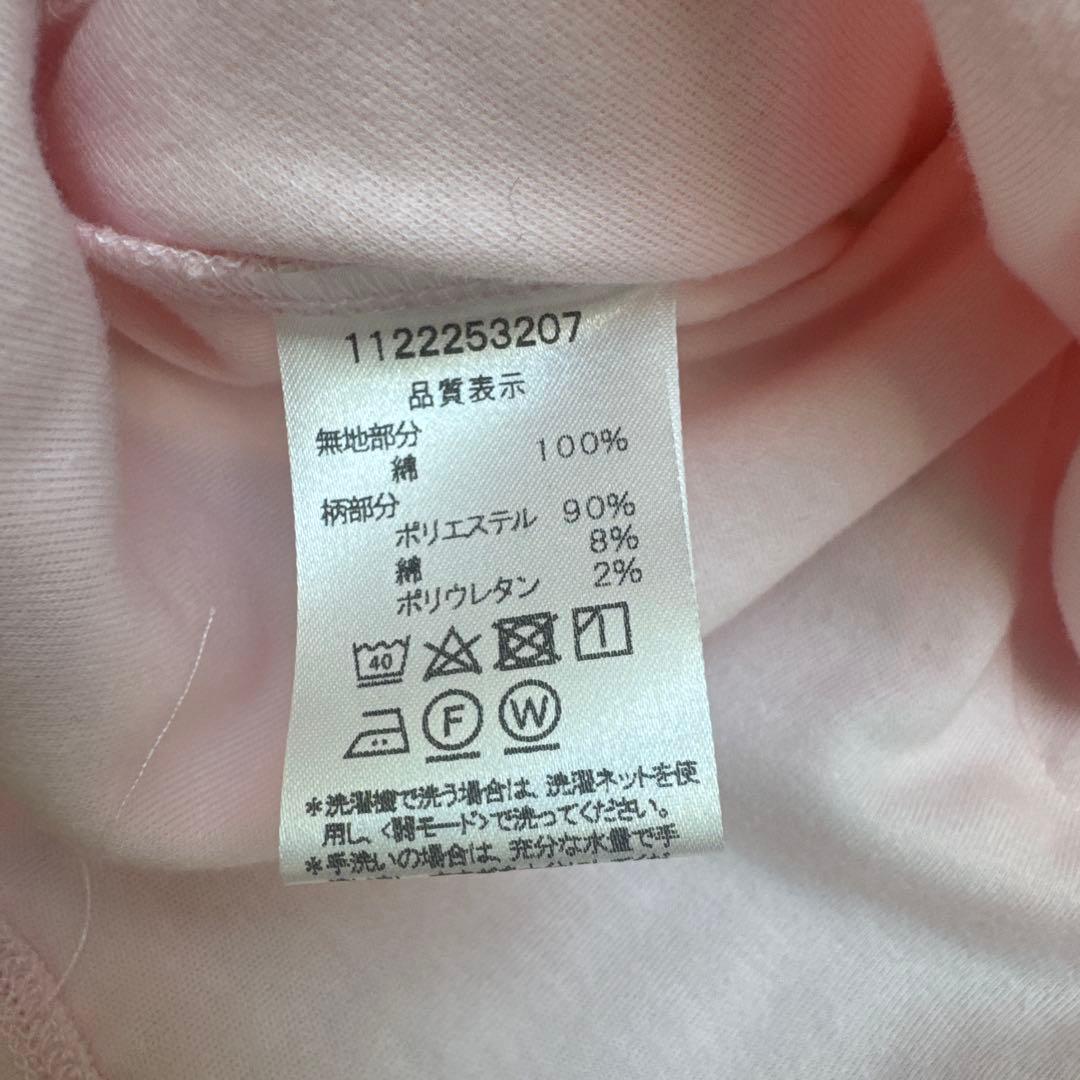 1122253207
品質表示
無地部分
綿 100%
柄部分
ポリエステル 90%
綿 8%
ポリウレタン 2%
40
F W
*洗濯機で洗う場合は、洗濯ネットを使
用し、<弱モード>で洗ってください。
*手洗いの場合は、充分な水量で手